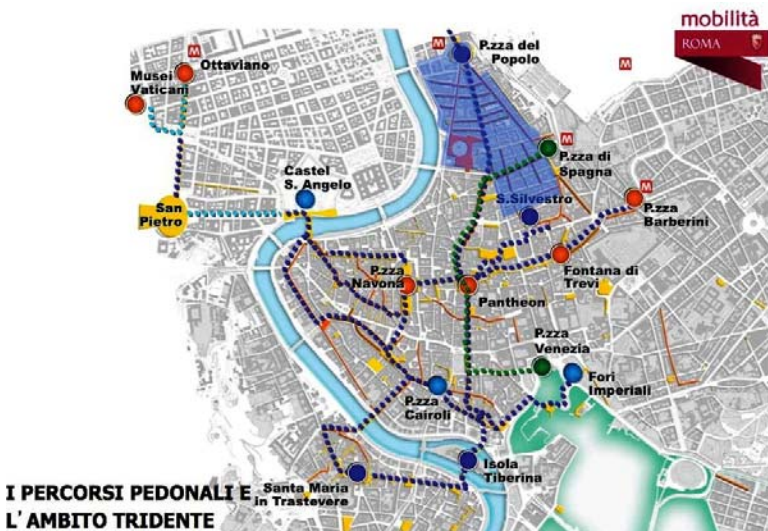 mobilità
ROMA
M
Ottaviano
Musei
Vaticani
M
P.zza del
Popolo
M
M
P.zza di
Spagna
Castel
S. Angelo
San
Pietro
S.Silvestro
M
P.zza
Barberini
P.zza
Navona
Fontana di
Trevi
Pantheon
P.zza
Venezia
Fori
Imperiali
P.zza
Cairoli
Isola
Tiberina
Santa Maria
in Trastevere
I PERCORSI PEDONALI E
L'AMBITO TRIDENTE